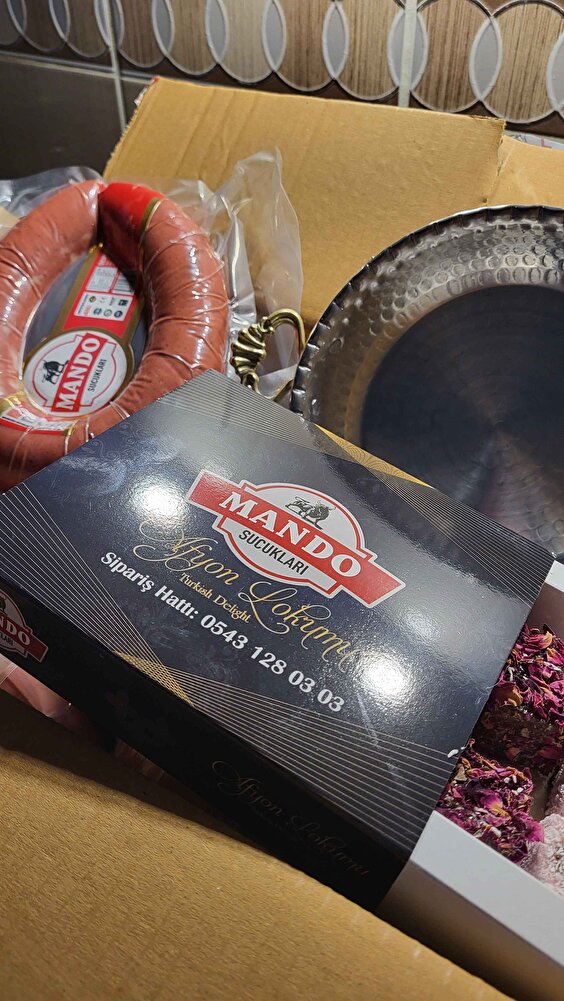 MANDO
SUCUKLARI
MANDO
SUCUKLARI
Afyon Lokumu
Turkish Delight
Sipariş Hattı: 0543 128 03 03
MANDO
Afyon Lokumu